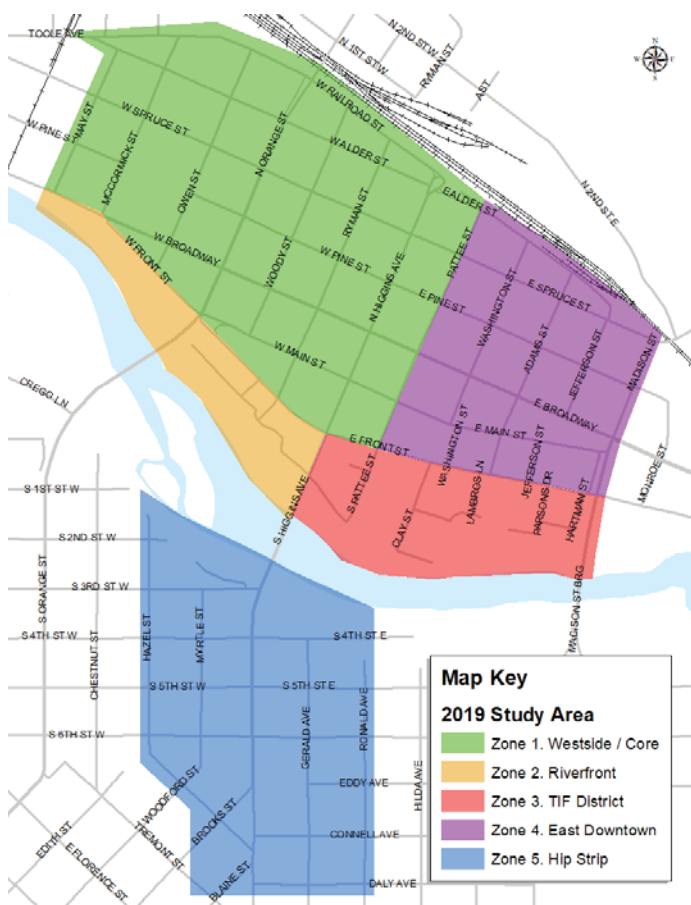 TOOLE AVE
N 1ST ST W
N 2ND ST W
RYMAN ST
A ST
N
W E
S
W RAILROAD ST
N ORANGE ST
W SPRUCE ST
W PINE ST
MAY ST
MCCORMICK ST
OWEN ST
W ALDER ST
RYMAN ST
E ALDER ST
N 2ND ST E
W BROADWAY
WOODY ST
W PINE ST
N HIGGINS AVE
PATTEE ST
W FRONT ST
E PINE ST
WASHINGTON ST
E SPRUCE ST
ADAMS ST
JEFFERSON ST
MADISON ST
W MAIN ST
E BROADWAY
CREGG LN
E FRONT ST
E MAIN ST
MONROE ST
S PATTEE ST
WASHINGTON ST
LAMBROS LN
JEFFERSON ST
PARSONS DR
HARTMAN ST
CLAY ST
S HIGGINS AVE
S 1ST ST W
S 2ND ST W
S 3RD ST W
S ORANGE ST
MADISON ST BRG
S 4TH ST W
S 4TH ST E
CHESTNUT ST
HAZEL ST
MYRTLE ST
S 5TH ST W
S 5TH ST E
S 6TH ST W
GERALD AVE
RONALD AVE
HILDA AVE
EDDY AVE
WOODFORD ST
BROOKS ST
TREMONT ST
EDITH ST
E FLORENCE ST
CONNELL AVE
BLAINE ST
DALY AVE
Map Key
2019 Study Area
Zone 1. Westside / Core
Zone 2. Riverfront
Zone 3. TIF District
Zone 4. East Downtown
Zone 5. Hip Strip